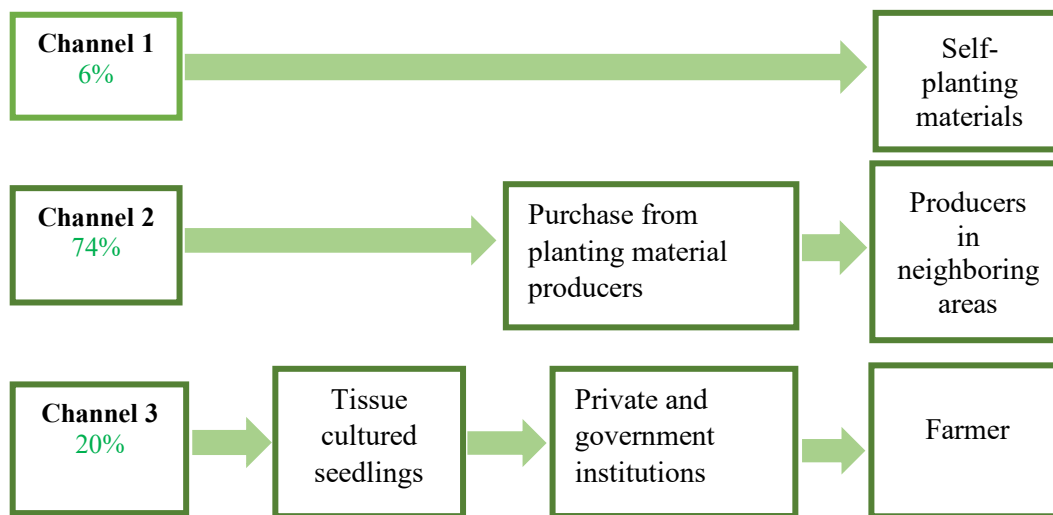 Channel 1
6%
Self-
planting
materials
Channel 2
74%
Purchase from
planting material
producers
Producers
in
neighboring
areas
Channel 3
20%
Tissue
cultured
seedlings
Private and
government
institutions
Farmer